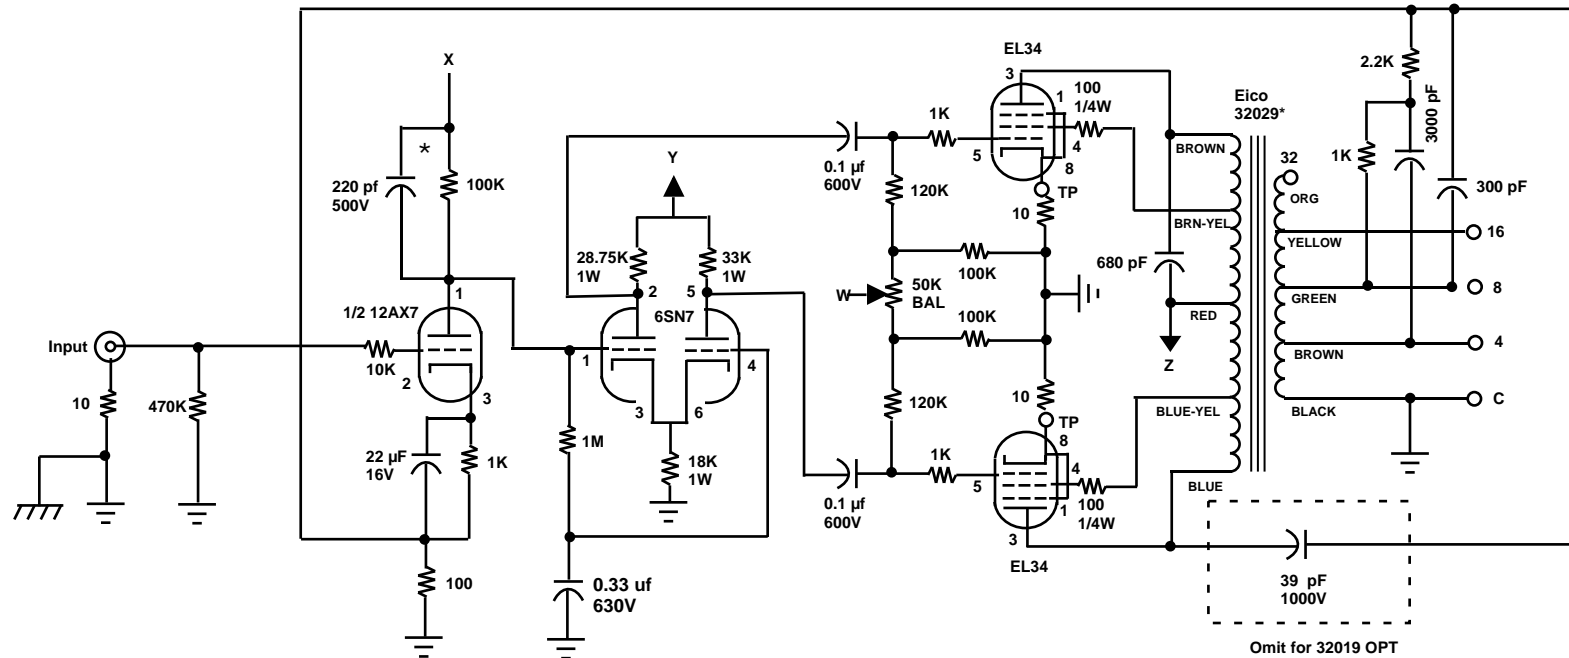 X
*
220 pf
500V
100K
1
1/2 12AX7
Input
10K
2
3
10
470K
22 µF
16V
1K
100
Y
28.75K
1W
33K
1W
2
5
6SN7
1
4
3
6
1M
18K
1W
0.33 uf
630V
EL34
3
1
100
1/4W
1K
5
4
8
0.1 µf
600V
TP
120K
10
100K
W
50K
BAL
100K
120K
10
TP
8
1K
4
5
1
100
1/4W
0.1 µf
600V
3
EL34
Eico
32029*
BROWN
BRN-YEL
680 pF
RED
Z
BLUE-YEL
BLUE
32
ORG
YELLOW
GREEN
BROWN
BLACK
2.2K
3000 pF
1K
300 pF
16
8
4
C
39 pF
1000V
Omit for 32019 OPT